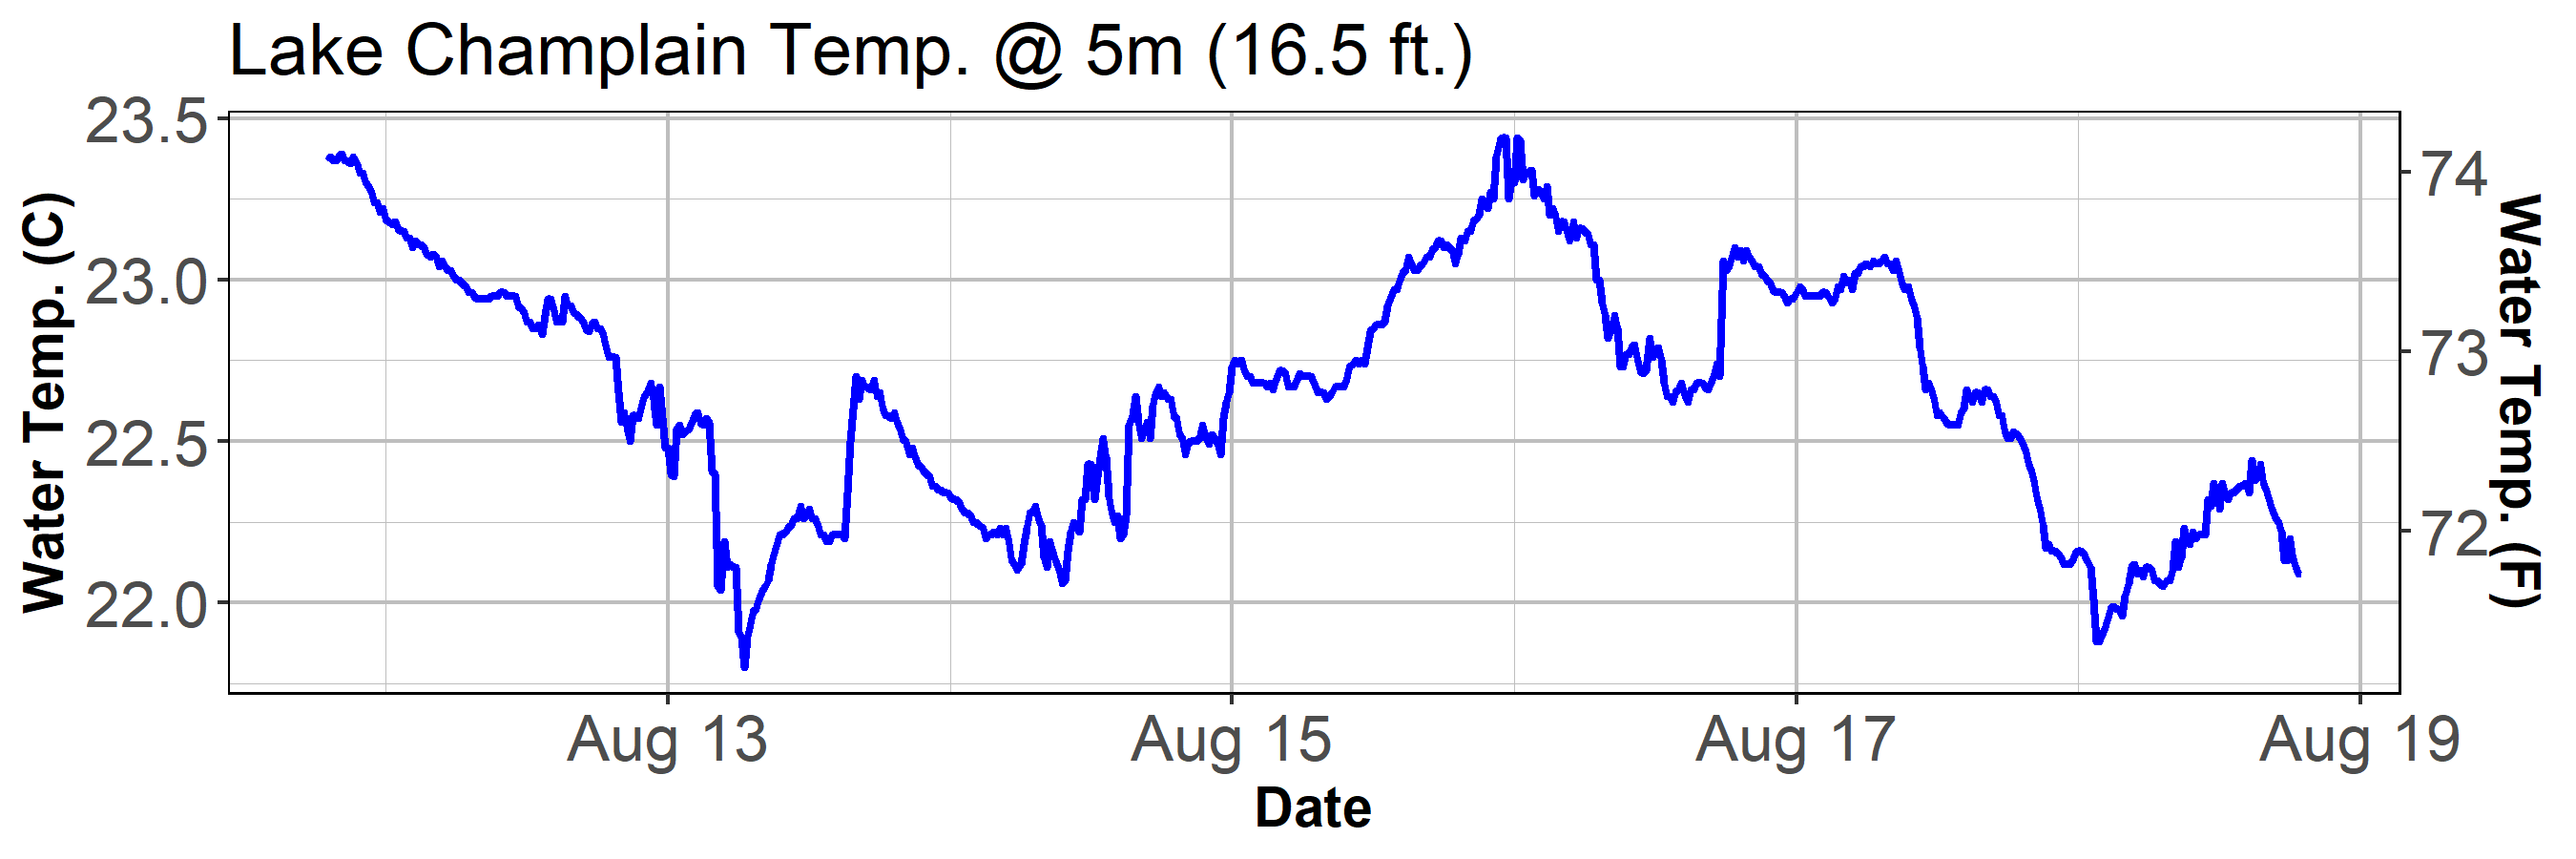 Lake Champlain Temp. @ 5m (16.5 ft.)
Water Temp. (C)
23.5
23.0
22.5
22.0
74
73
72
Water Temp. (F)
Aug 13
Aug 15
Aug 17
Aug 19
Date